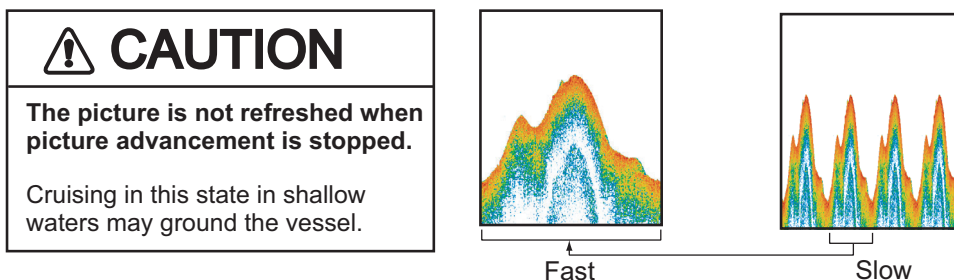 CAUTION
The picture is not refreshed when
picture advancement is stopped.
Cruising in this state in shallow
waters may ground the vessel.
Fast
Slow